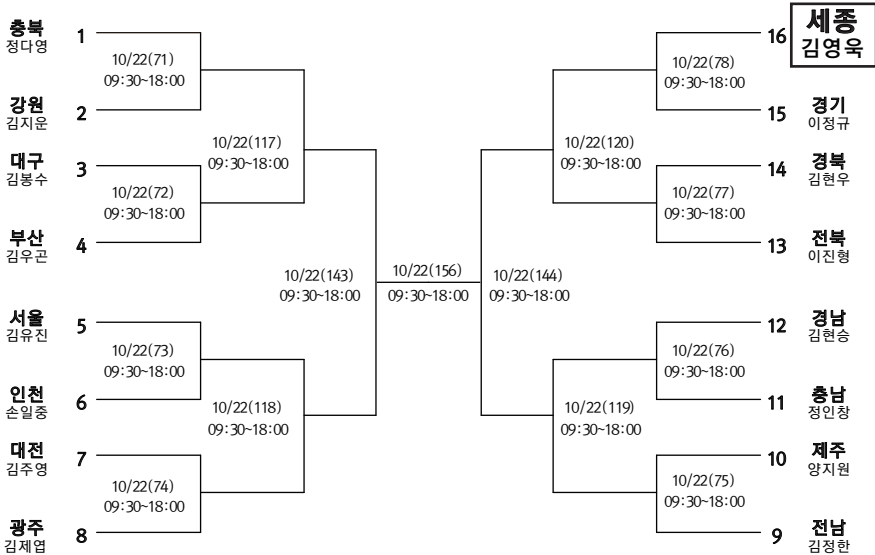 충북
정다영
1
10/22(71)
09:30~18:00
강원
김지운
2
10/22(117)
09:30~18:00
대구
김봉수
3
10/22(72)
09:30~18:00
부산
김우곤
4
10/22(143)
09:30~18:00
서울
김유진
5
10/22(73)
09:30~18:00
인천
손일중
6
10/22(118)
09:30~18:00
대전
김주영
7
10/22(74)
09:30~18:00
광주
김제엽
8
10/22(156)
09:30~18:00
16
세종
김영욱
10/22(78)
09:30~18:00
15
경기
이정규
10/22(120)
09:30~18:00
14
경북
김현우
10/22(77)
09:30~18:00
13
전북
이진형
10/22(144)
09:30~18:00
12
경남
김현승
10/22(76)
09:30~18:00
11
충남
정인창
10/22(119)
09:30~18:00
10
제주
양지원
10/22(75)
09:30~18:00
9
전남
김정한